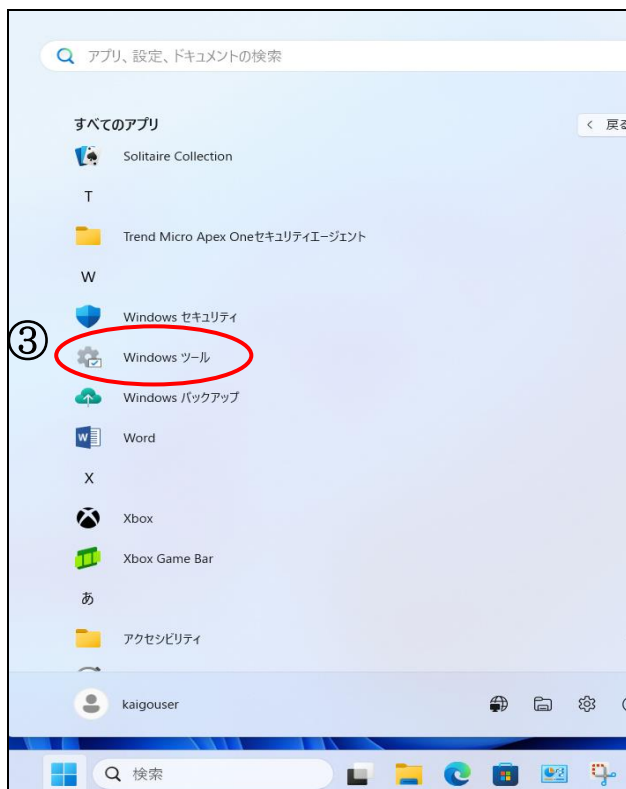 アプリ、設定、ドキュメントの検索
すべてのアプリ
< 戻る
Solitaire Collection
T
Trend Micro Apex Oneセキュリティエージェント
W
Windows セキュリティ
③
Windows ツール
Windows バックアップ
Word
X
Xbox
Xbox Game Bar
あ
アクセシビリティ
kaigouser
検索